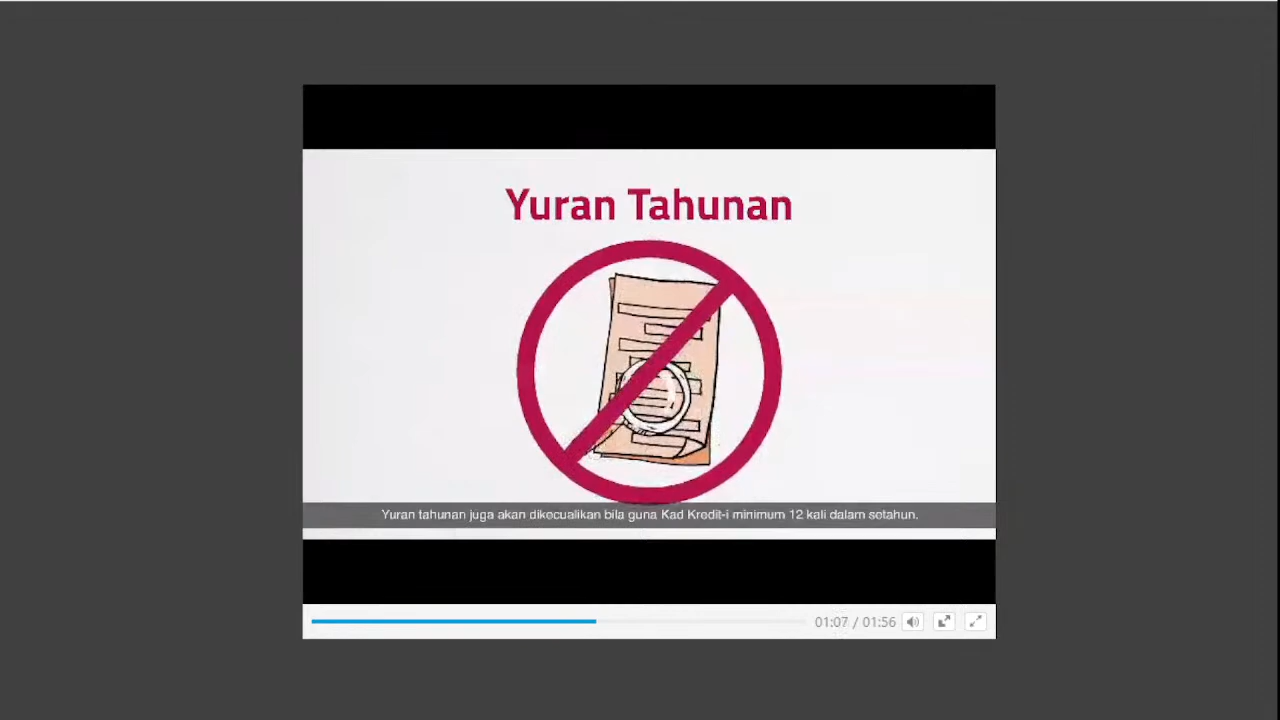 Yuran Tahunan
Yuran tahunan juga akan dikecualikan bila guna Kad Kredit-i minimum 12 kali dalam setahun.
01:07 / 01:56